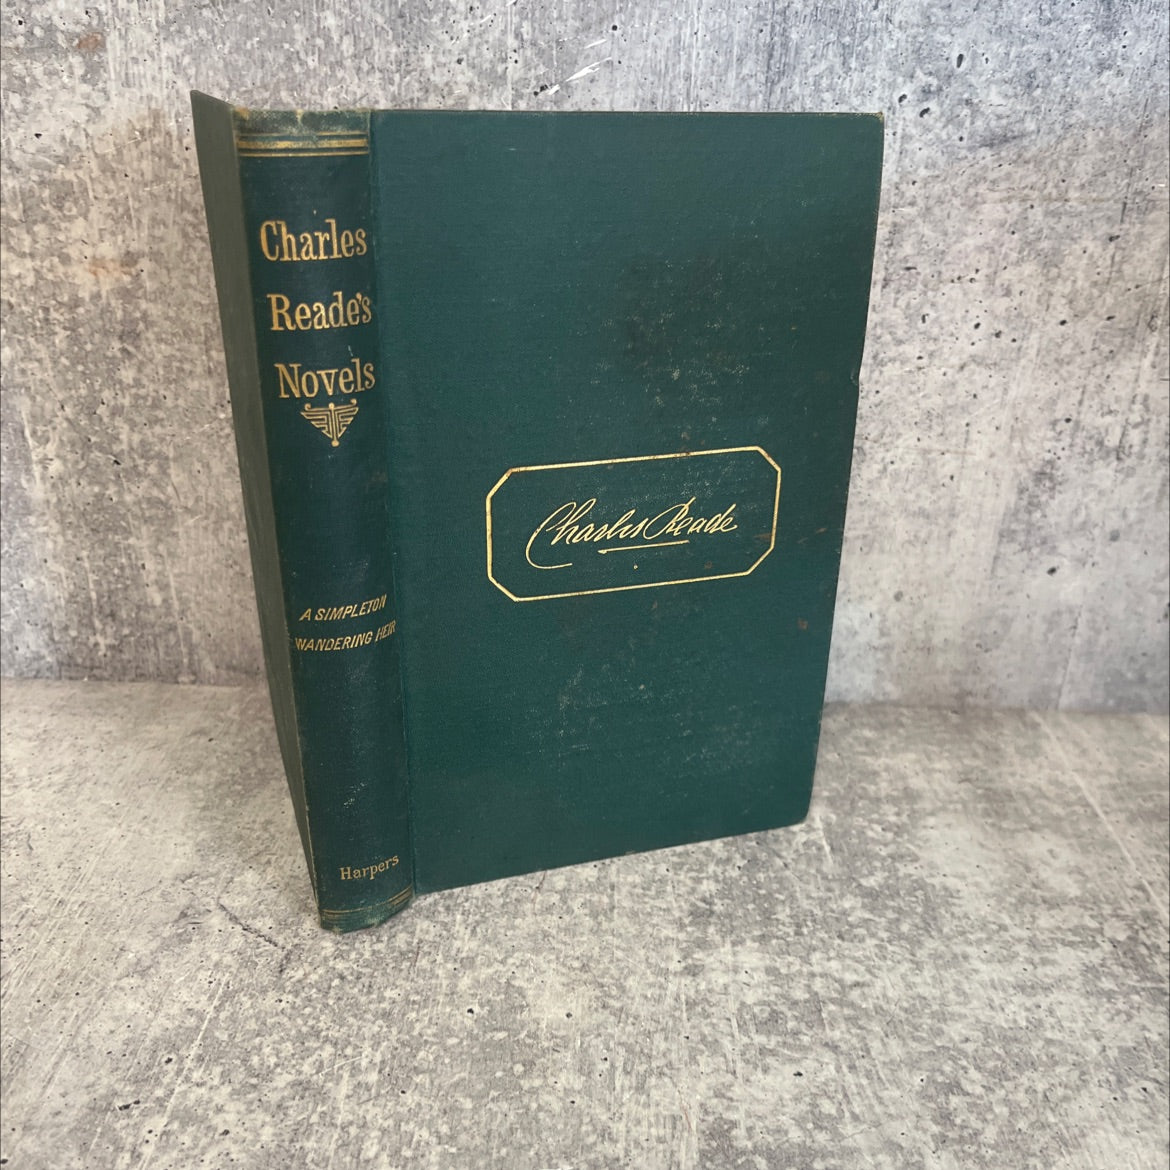 Charles
Reade's
Novels
A SIMPLETON
WANDERING HEIR
Harpers
Charles Reade